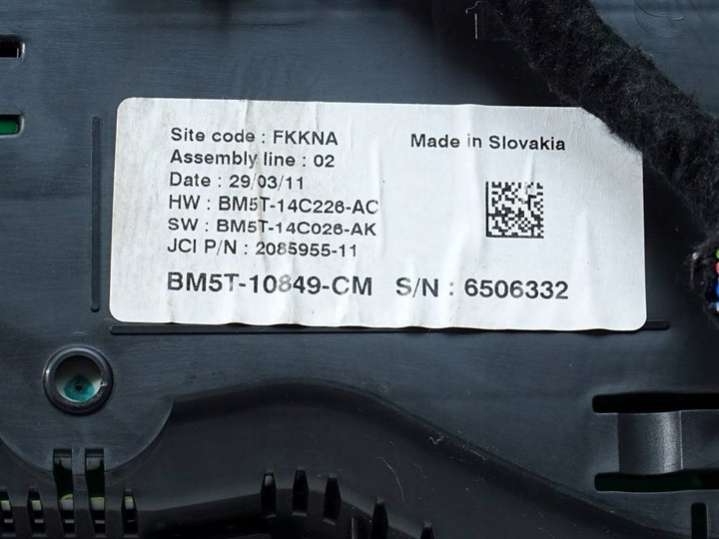 Site code : FKKNA
Made in Slovakia
Assembly line : 02
Date : 29/03/11
HW : BM5T-14C226-AC
SW : BM5T-14C026-AK
JCI P/N : 2085955-11
BM5T-10849-CM S/N : 6506332